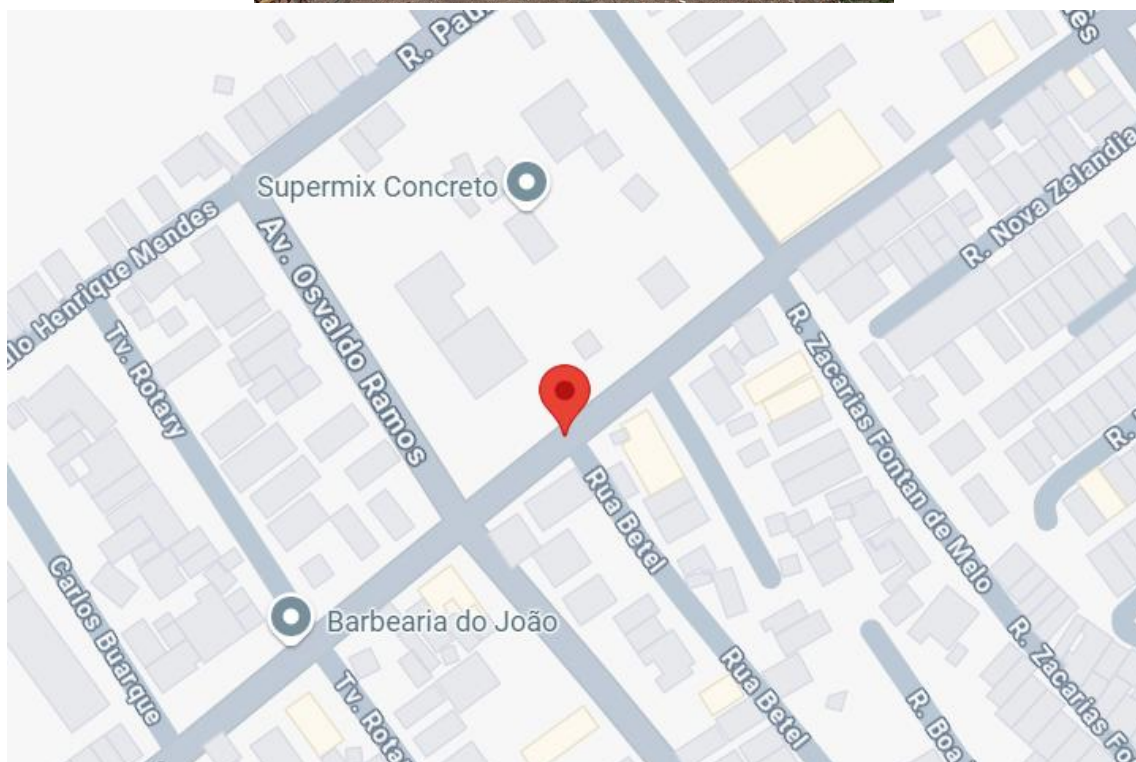 R. Pau
Supermix Concreto
R. Nova Zelandia
ulo Henrique Mendes
Av. Osvaldo Ramos
Tv. Rotary
R. Zacarias Fontan de Melo
R.
Rua Betel
Carlos Buarque
Barbearia do João
R. Zacarias Fo
Rua Betel
Tv. Rota
R. Boa